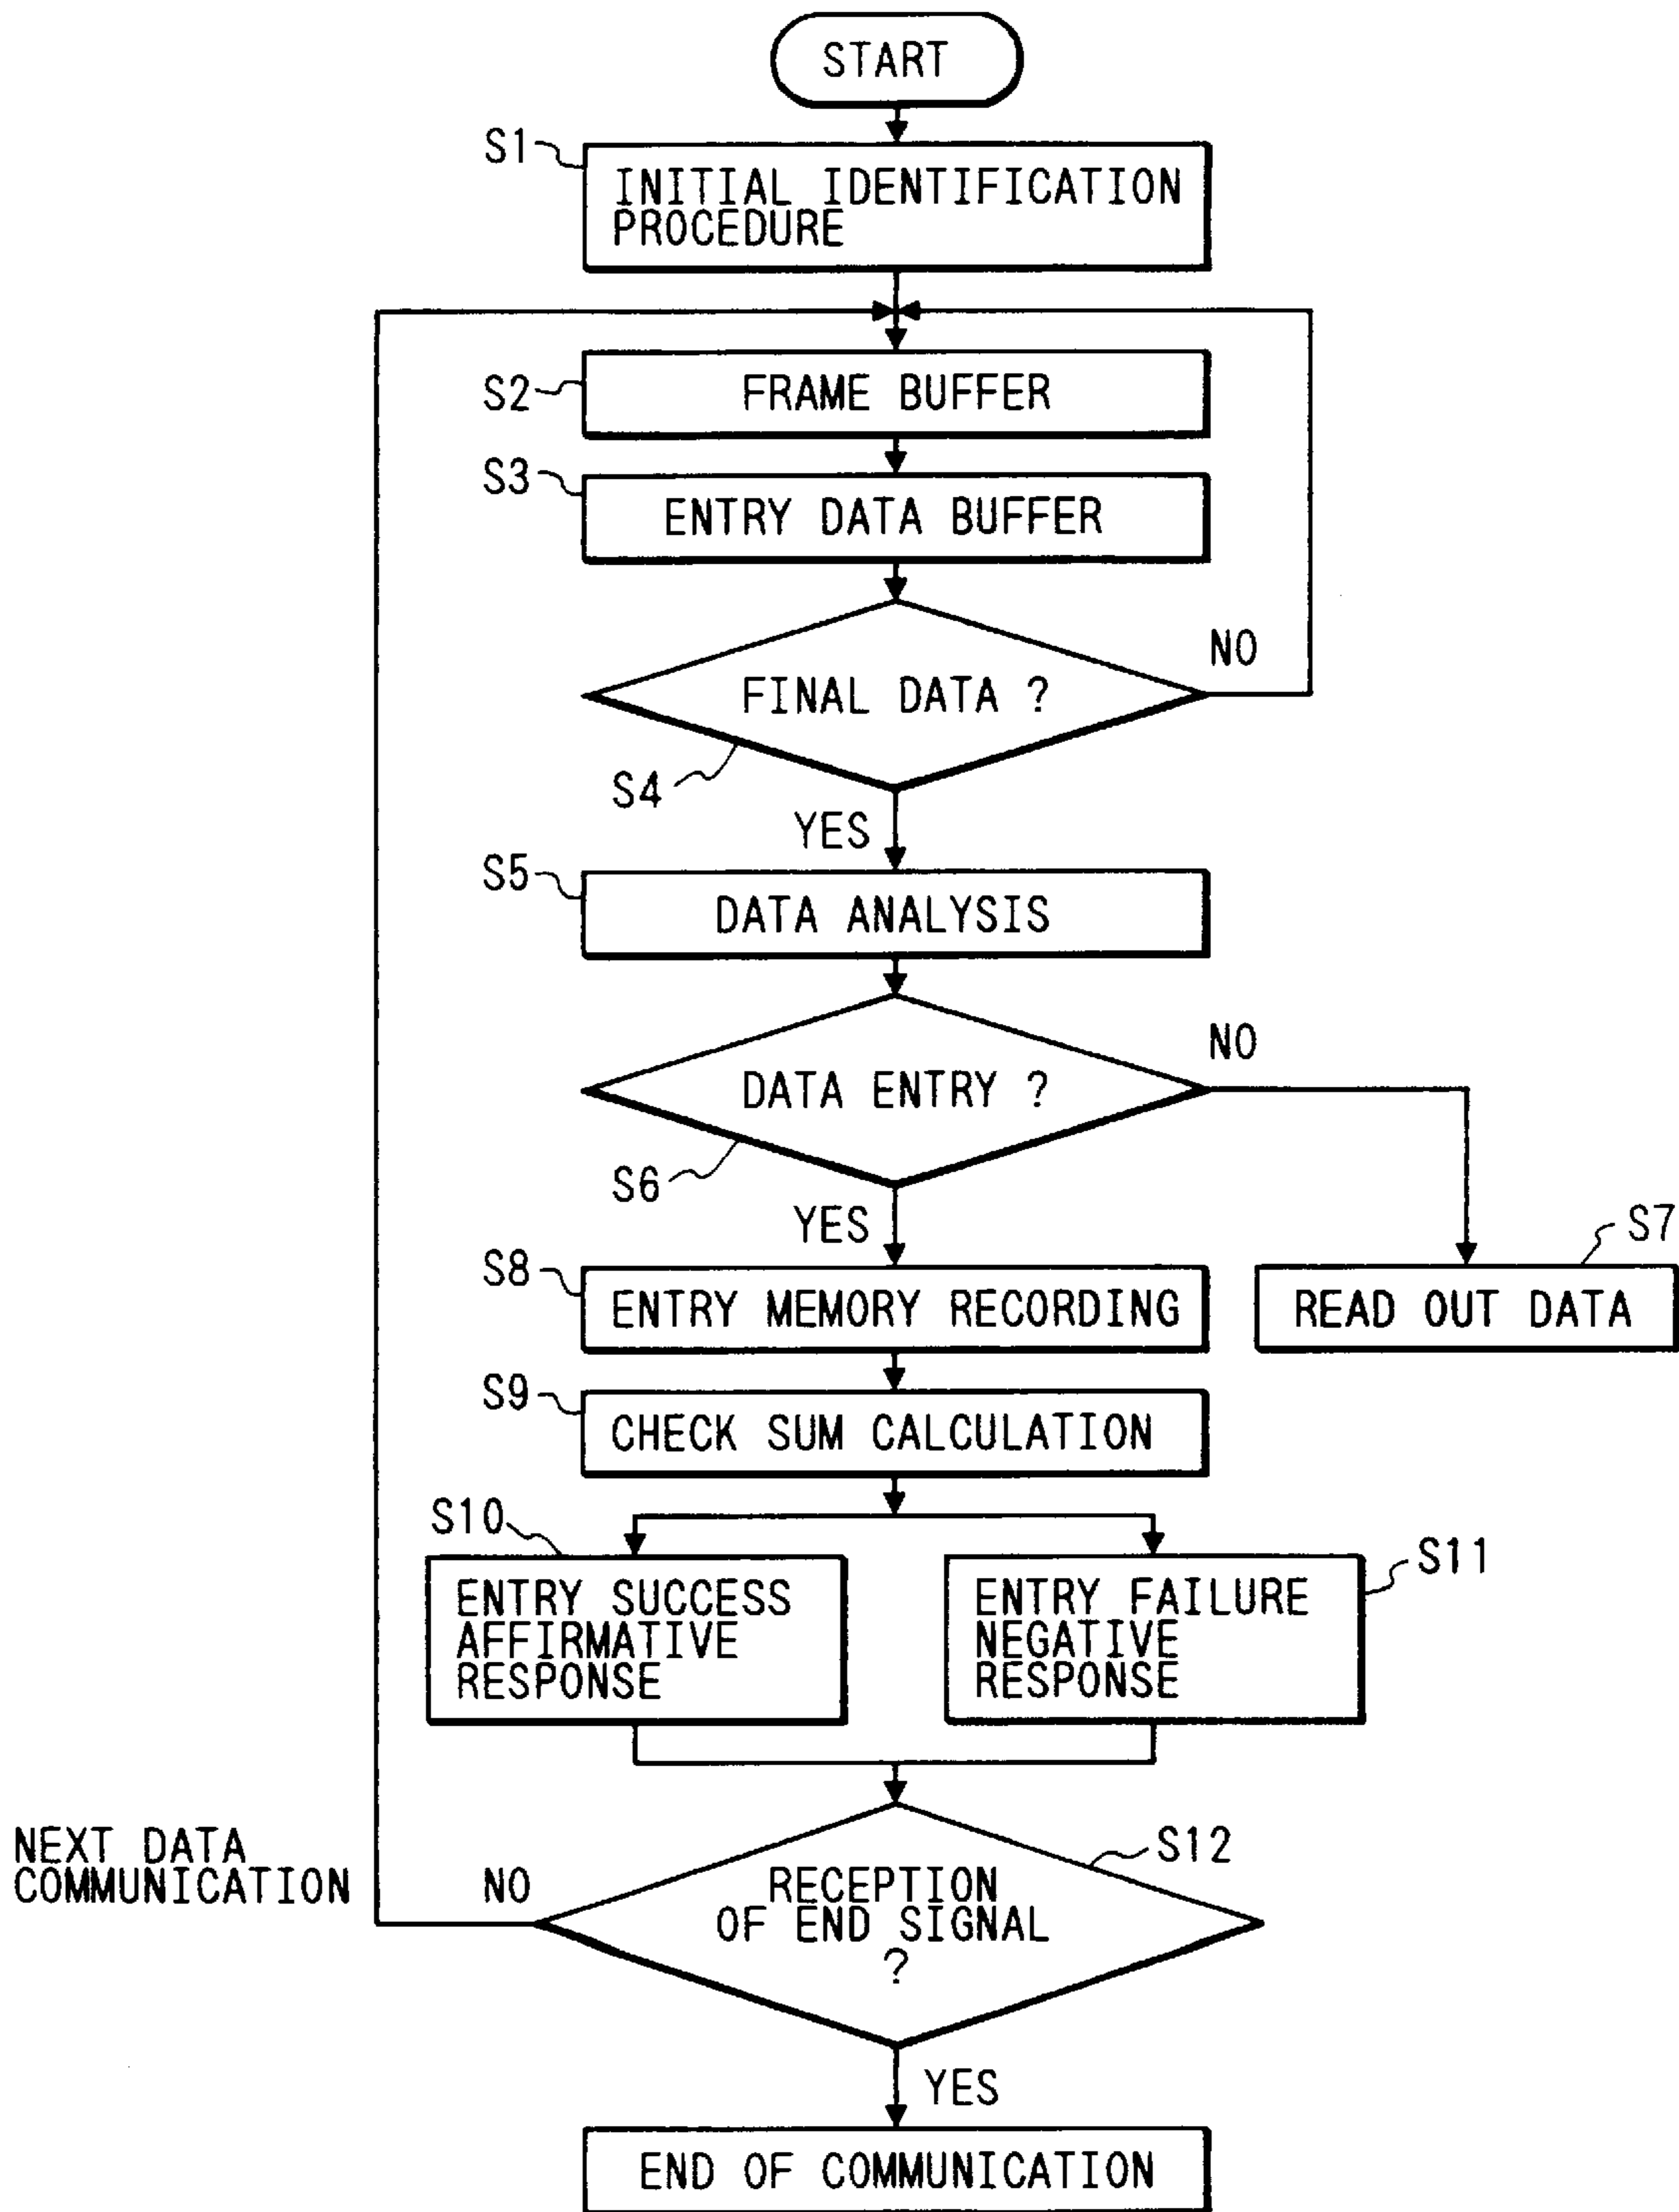 START
S1
INITIAL IDENTIFICATION
PROCEDURE
S2
FRAME BUFFER
S3
ENTRY DATA BUFFER
NO
FINAL DATA ?
S4
YES
S5
DATA ANALYSIS
NO
DATA ENTRY ?
S6
YES
S7
S8
ENTRY MEMORY RECORDING
READ OUT DATA
S9
CHECK SUM CALCULATION
S10
ENTRY SUCCESS
AFFIRMATIVE
RESPONSE
S11
ENTRY FAILURE
NEGATIVE
RESPONSE
NEXT DATA
COMMUNICATION
NO
S12
RECEPTION
OF END SIGNAL
?
YES
END OF COMMUNICATION